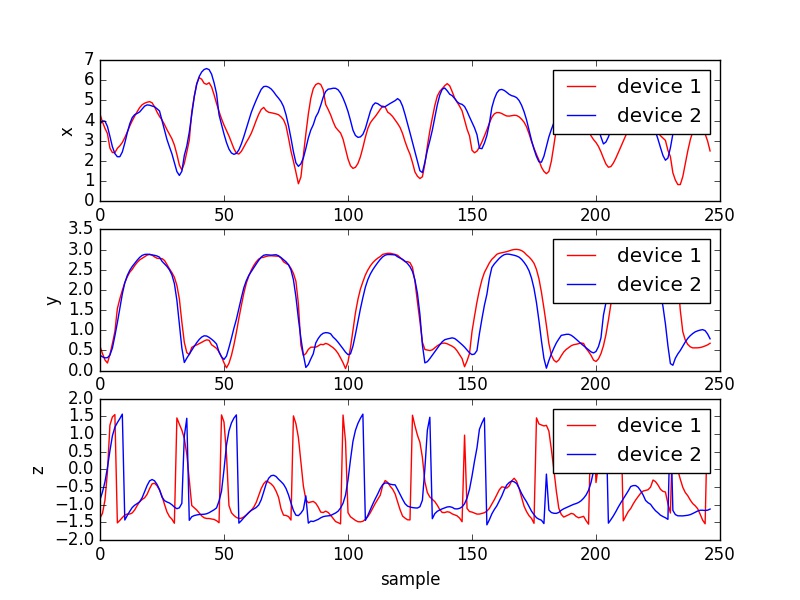 7
6
5
4
3
2
1
0
x
device 1
device 2
0 50 100 150 200 250
3.5
3.0
2.5
2.0
1.5
1.0
0.5
0.0
y
device 1
device 2
0 50 100 150 200 250
2.0
1.5
1.0
0.5
0.0
−0.5
−1.0
−1.5
−2.0
z
device 1
device 2
0 50 100 150 200 250
sample